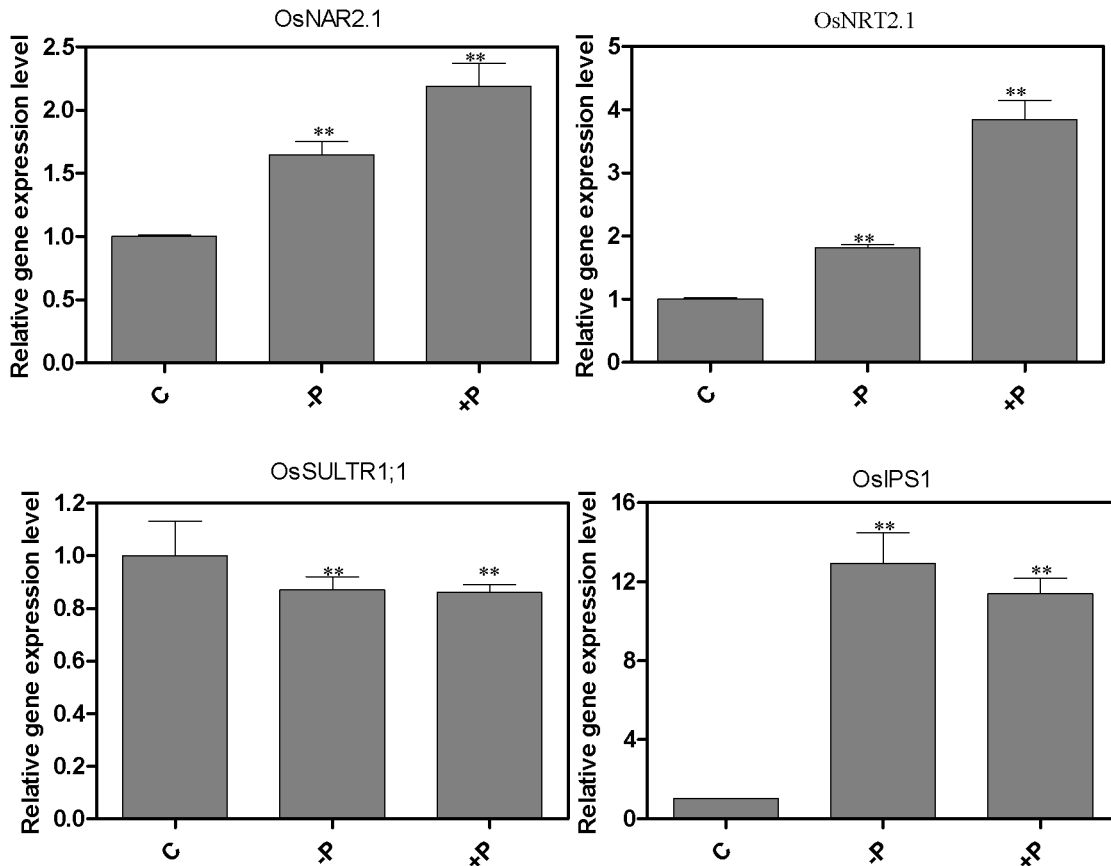 OsNAR2.1
Relative gene expression level
2.5
2.0
1.5
1.0
0.5
0.0
**
**
C
-P
+P
OsNRT2.1
Relative gene expression level
5
4
3
2
1
0
**
**
C
-P
+P
OsSULTR1;1
Relative gene expression level
1.2
1.0
0.8
0.6
0.4
0.2
0.0
**
**
C
-P
+P
OsIPS1
Relative gene expression level
16
12
8
4
0
**
**
C
-P
+P